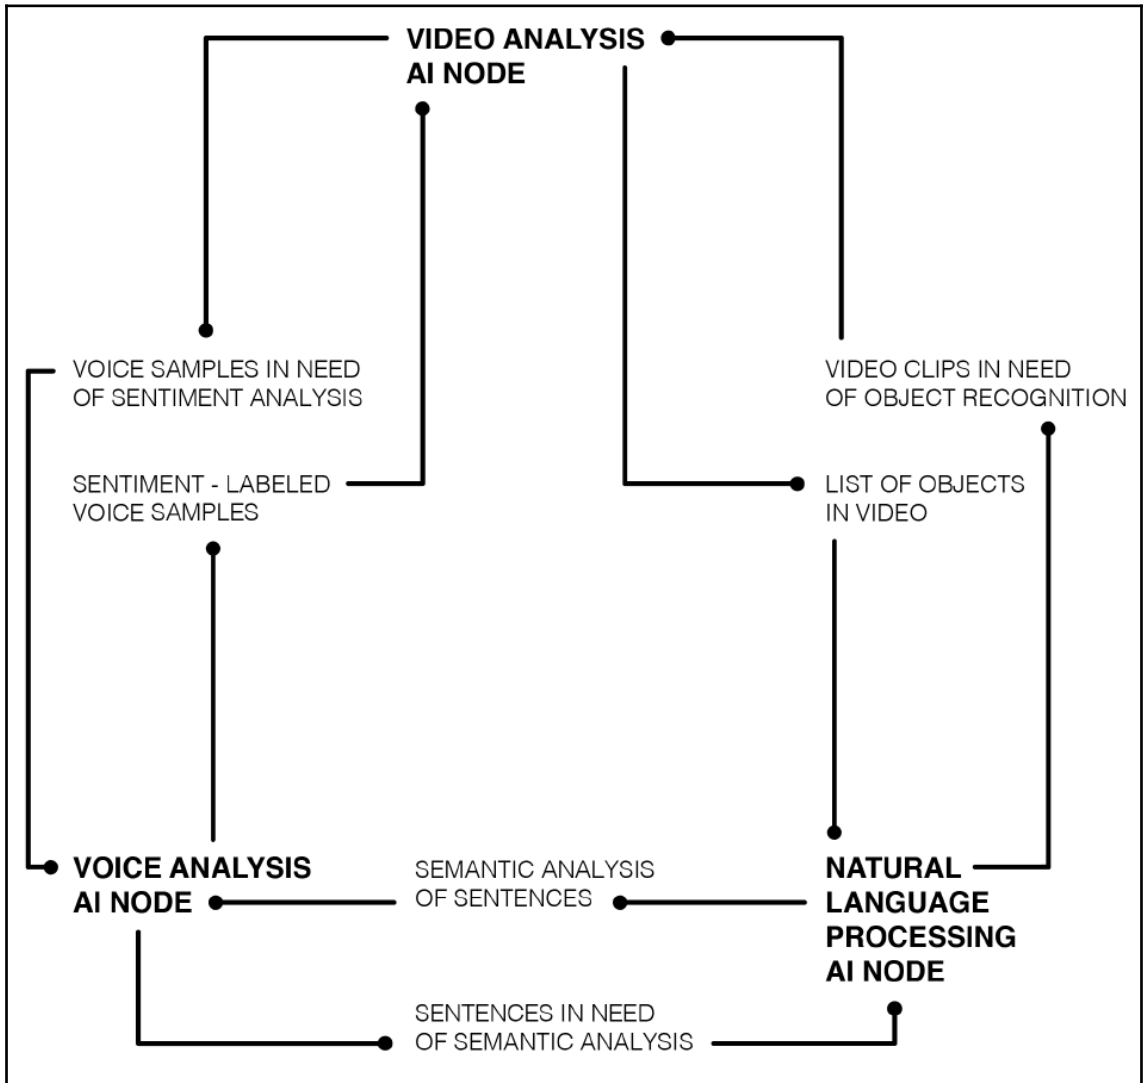 VIDEO ANALYSIS
AI NODE
VOICE SAMPLES IN NEED
OF SENTIMENT ANALYSIS
VIDEO CLIPS IN NEED
OF OBJECT RECOGNITION
SENTIMENT - LABELED
VOICE SAMPLES
LIST OF OBJECTS
IN VIDEO
VOICE ANALYSIS
AI NODE
SEMANTIC ANALYSIS
OF SENTENCES
NATURAL
LANGUAGE
PROCESSING
AI NODE
SENTENCES IN NEED
OF SEMANTIC ANALYSIS